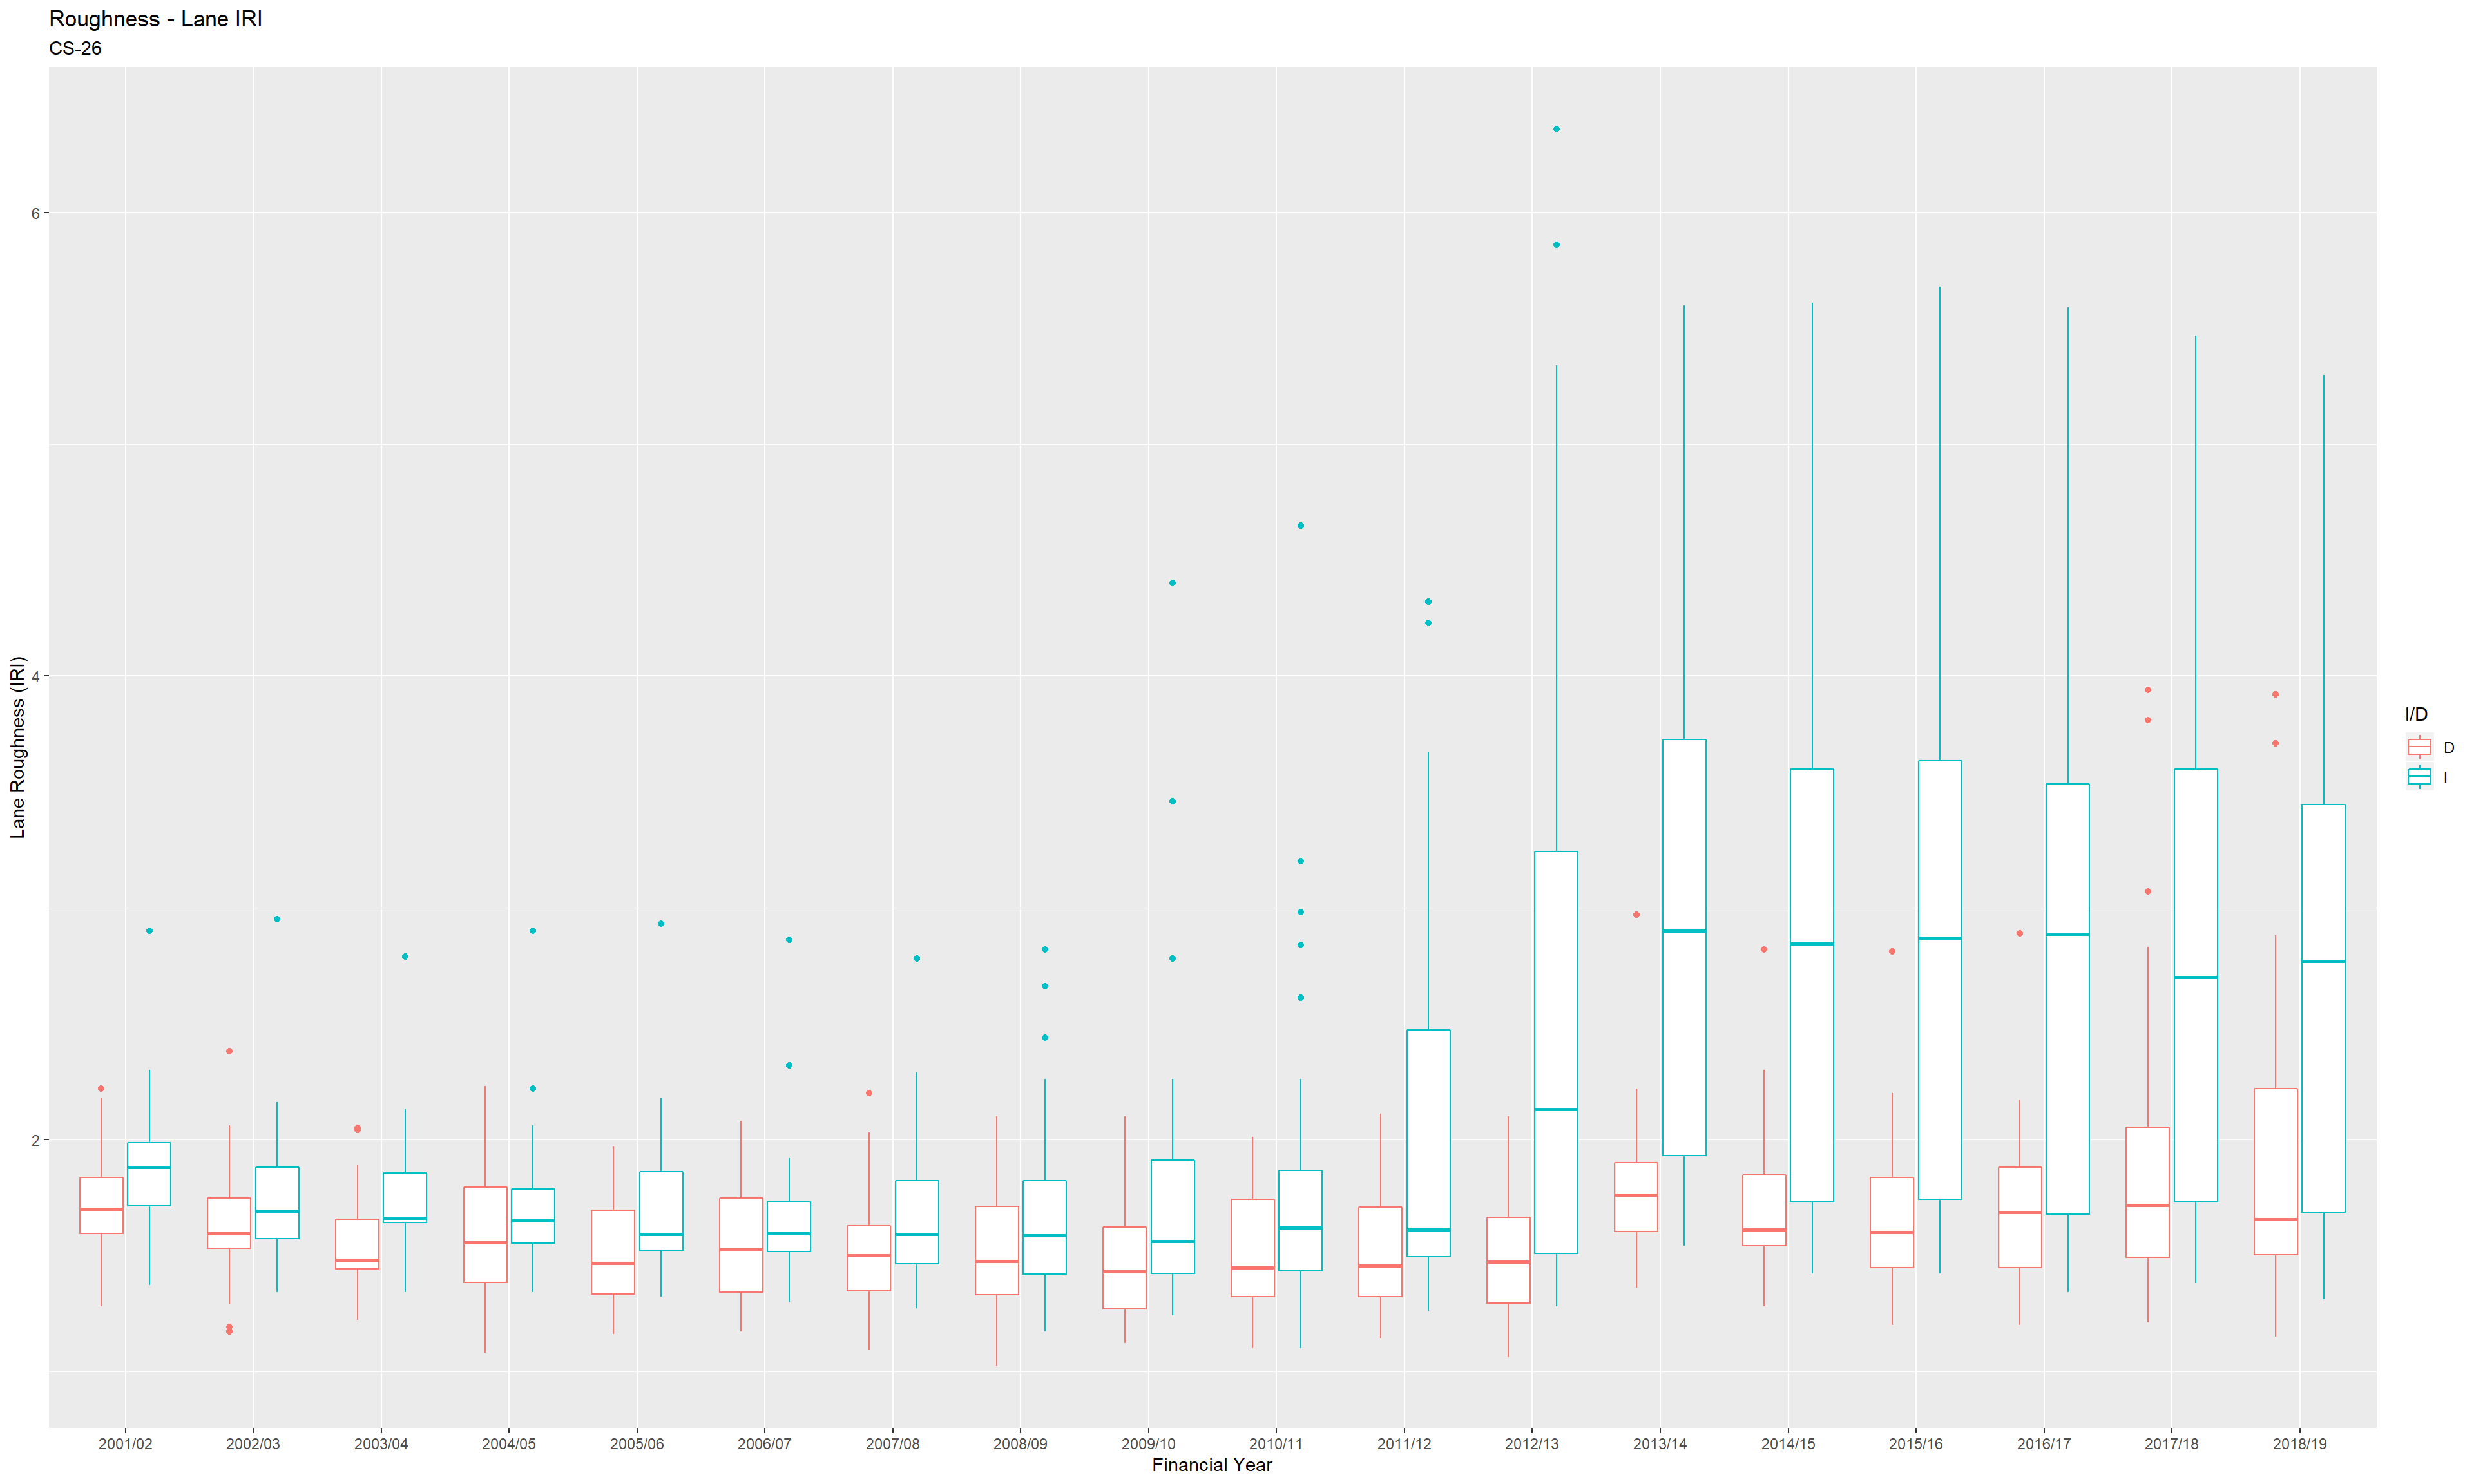 Roughness - Lane IRI
CS-26
Lane Roughness (IRI)
6
4
2
2001/02 2002/03 2003/04 2004/05 2005/06 2006/07 2007/08 2008/09 2009/10 2010/11 2011/12 2012/13 2013/14 2014/15 2015/16 2016/17 2017/18 2018/19
Financial Year
I/D
D
I